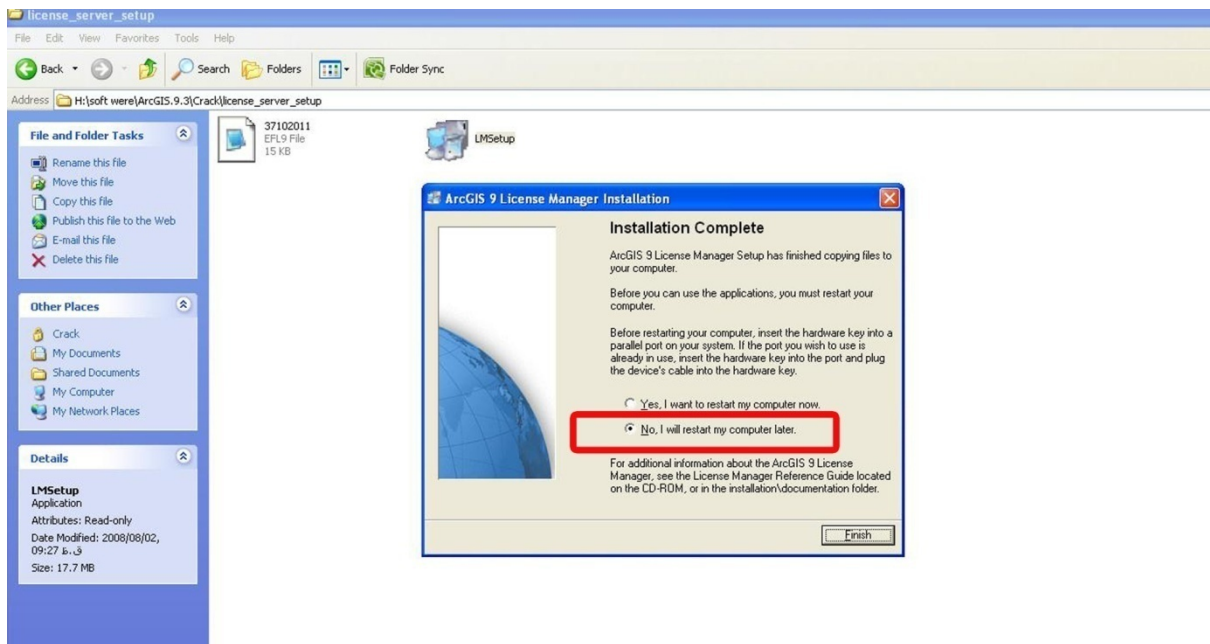 license_server_setup
File Edit View Favorites Tools Help
Back Search Folders Folder Sync
Address H:\soft were\ArcGIS.9.3\Crack\license_server_setup
File and Folder Tasks
Rename this file
Move this file
Copy this file
Publish this file to the Web
E-mail this file
Delete this file
Other Places
Crack
My Documents
Shared Documents
My Computer
My Network Places
Details
LMSetup
Application
Attributes: Read-only
Date Modified: 2008/08/02,
09:27 ق.ظ
Size: 17.7 MB
37102011
EFL9 File
15 KB
LMSetup
ArcGIS 9 License Manager Installation
Installation Complete
ArcGIS 9 License Manager Setup has finished copying files to
your computer.
Before you can use the applications, you must restart your
computer.
Before restarting your computer, insert the hardware key into a
parallel port on your system. If the port you wish to use is
already in use, insert the hardware key into the port and plug
the device's cable into the hardware key.
Yes, I want to restart my computer now.
No, I will restart my computer later.
For additional information about the ArcGIS 9 License
Manager, see the License Manager Reference Guide located
on the CD-ROM, or in the installation\documentation folder.
Finish